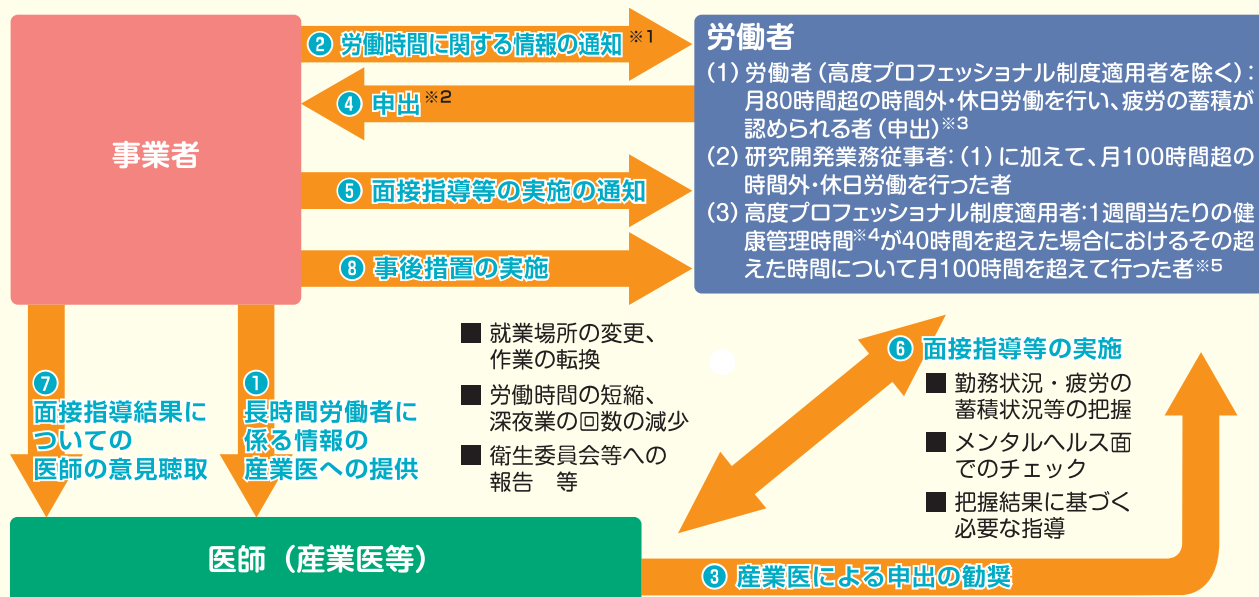 事業者
❷ 労働時間に関する情報の通知※1
❹ 申出※2
❺ 面接指導等の実施の通知
❽ 事後措置の実施
労働者
(1) 労働者(高度プロフェッショナル制度適用者を除く):
月80時間超の時間外・休日労働を行い、疲労の蓄積が
認められる者(申出)※3
(2) 研究開発業務従事者:(1)に加えて、月100時間超の
時間外・休日労働を行った者
(3) 高度プロフェッショナル制度適用者:1週間当たりの健
康管理時間※4が40時間を超えた場合におけるその超
えた時間について月100時間を超えて行った者※5
❼
面接指導結果に
ついての
医師の意見聴取
❶
長時間労働者に
係る情報の
産業医への提供
■ 就業場所の変更、
作業の転換
■ 労働時間の短縮、
深夜業の回数の減少
■ 衛生委員会等への
報告 等
❻ 面接指導等の実施
■ 勤務状況・疲労の
蓄積状況等の把握
■ メンタルヘルス面
でのチェック
■ 把握結果に基づく
必要な指導
医師(産業医等)
❸ 産業医による申出の勧奨